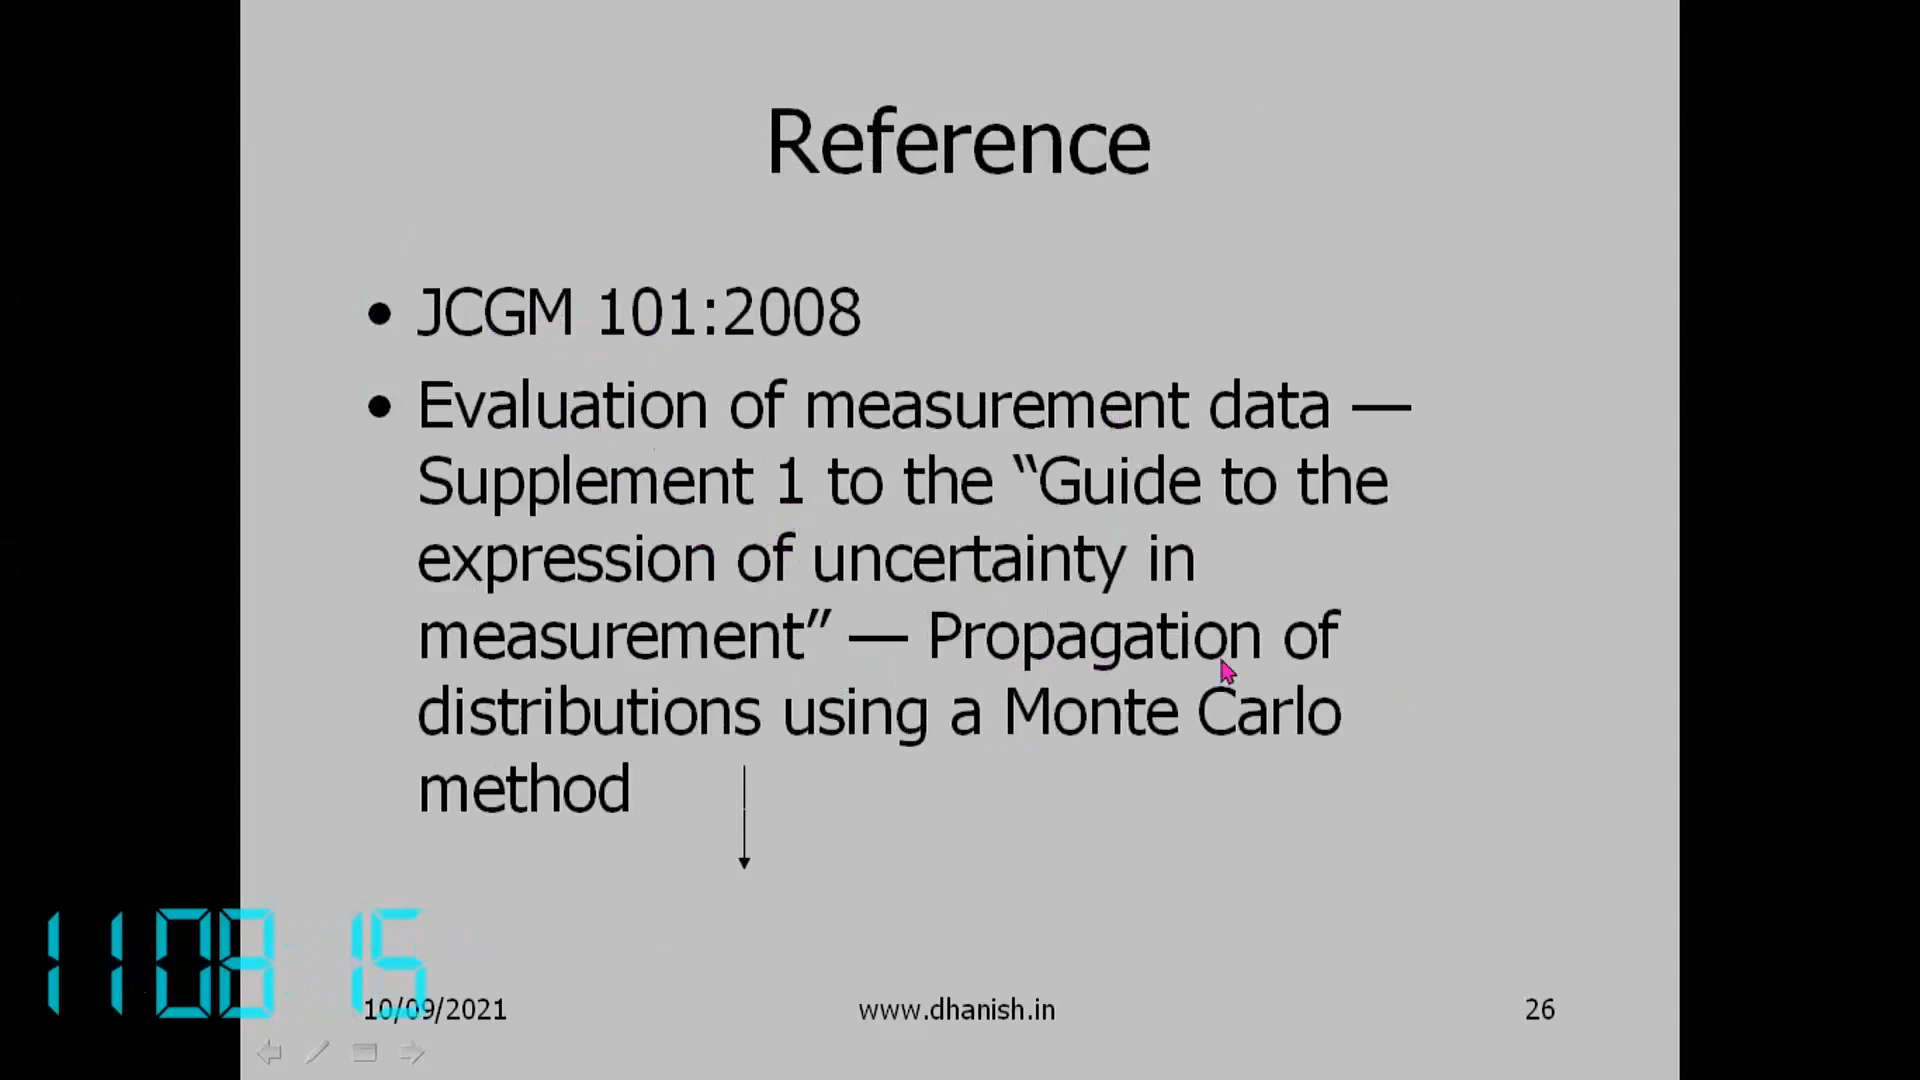 Reference
• JCGM 101:2008
• Evaluation of measurement data —
Supplement 1 to the “Guide to the
expression of uncertainty in
measurement” — Propagation of
distributions using a Monte Carlo
method
11 08 15
10/09/2021
www.dhanish.in
26